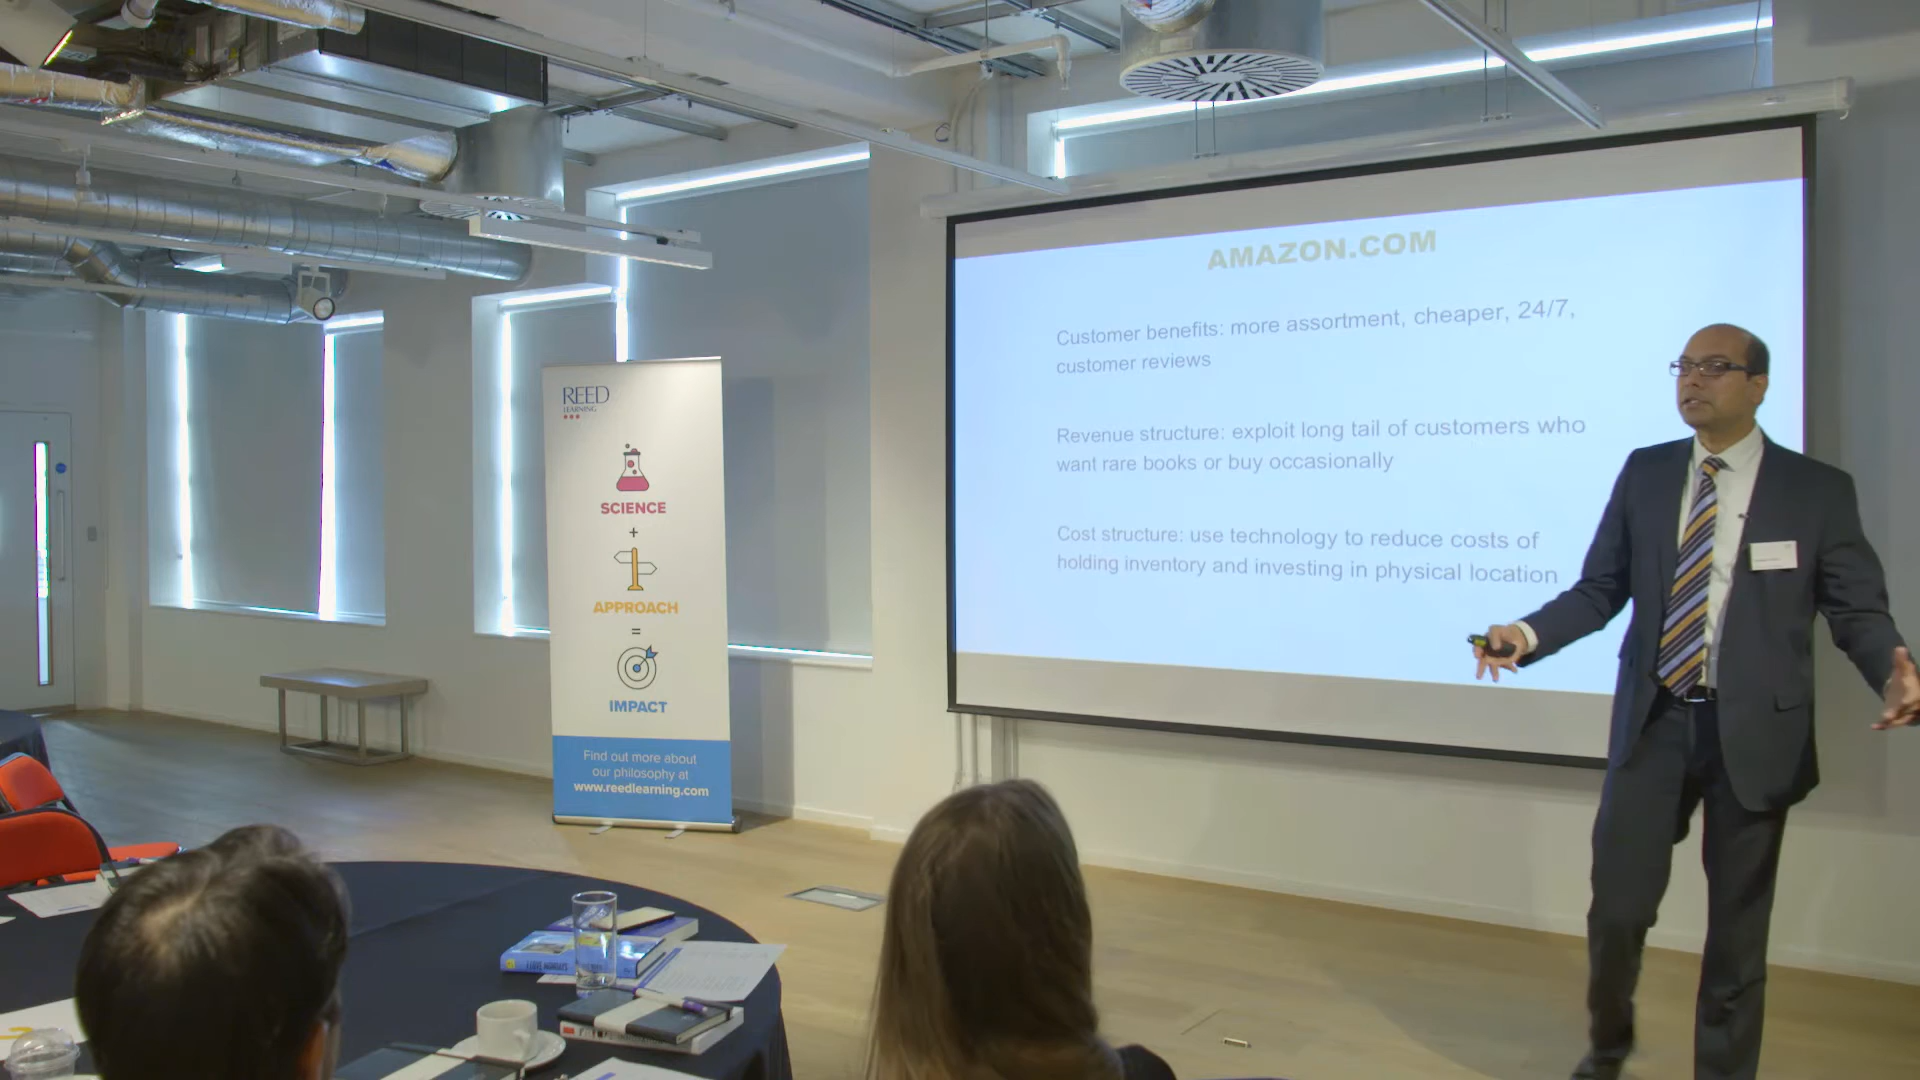 REED
LEARNING
SCIENCE
+
APPROACH
=
IMPACT
Find out more about
our philosophy at
www.reedlearning.com
AMAZON.COM
Customer benefits: more assortment, cheaper, 24/7,
customer reviews
Revenue structure: exploit long tail of customers who
want rare books or buy occasionally
Cost structure: use technology to reduce costs of
holding inventory and investing in physical location